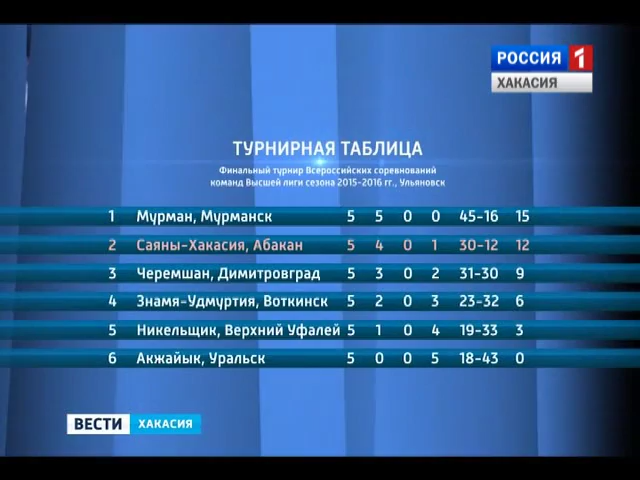 РОССИЯ 1
ХАКАСИЯ
ТУРНИРНАЯ ТАБЛИЦА
Финальный турнир Всероссийских соревнований
команд Высшей лиги сезона 2015-2016 гг., Ульяновск
1 Мурман, Мурманск 5 5 0 0 45-16 15
2 Саяны-Хакасия, Абакан 5 4 0 1 30-12 12
3 Черемшан, Димитровград 5 3 0 2 31-30 9
4 Знамя-Удмуртия, Воткинск 5 2 0 3 23-32 6
5 Никельщик, Верхний Уфалей 5 1 0 4 19-33 3
6 Акжайык, Уральск 5 0 0 5 18-43 0
ВЕСТИ ХАКАСИЯ